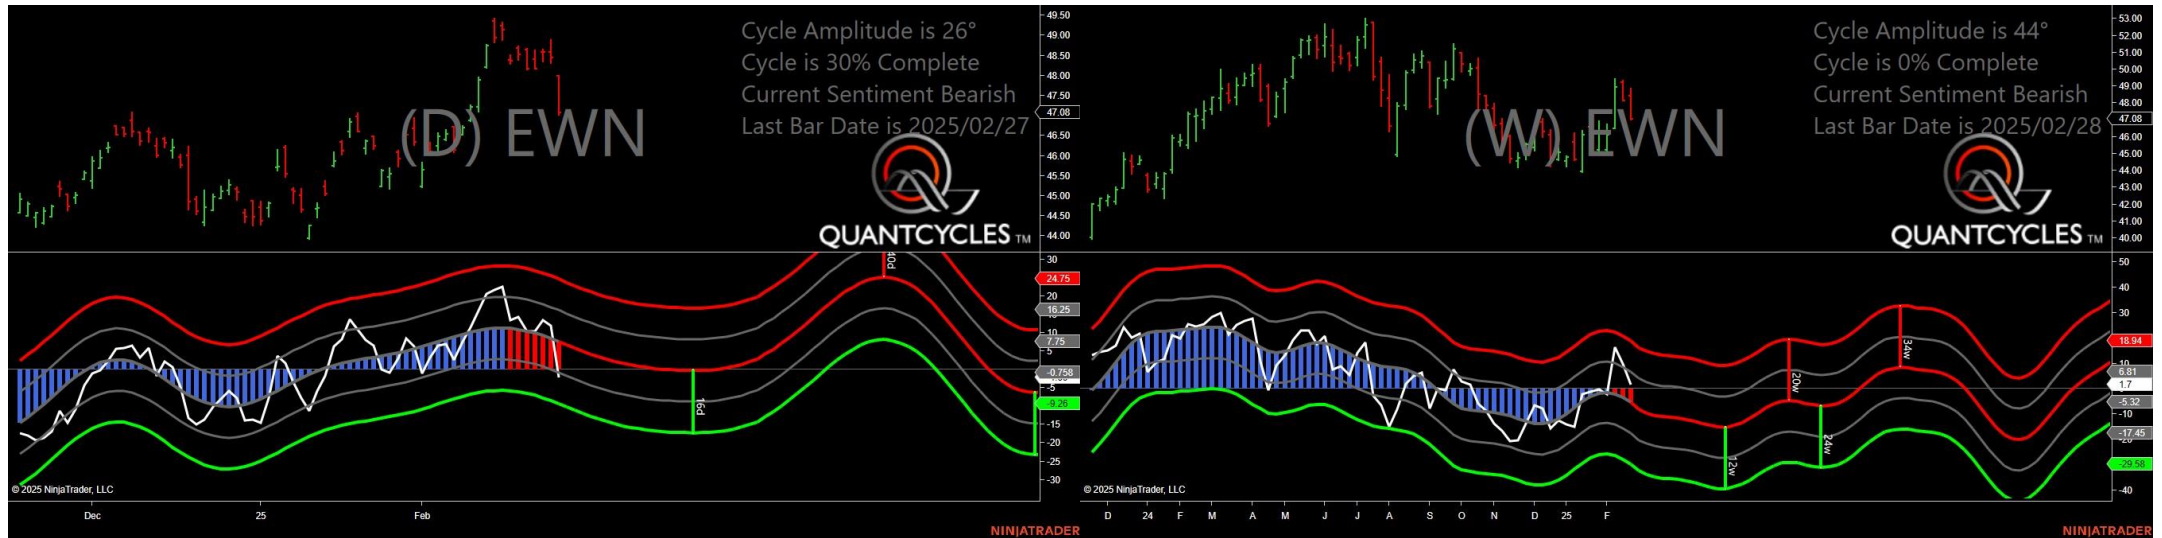 Cycle Amplitude is 26°
Cycle is 30% Complete
Current Sentiment Bearish
Last Bar Date is 2025/02/27
(D) EWN
QUANTCYCLES TM
49.50
49.00
48.50
48.00
47.50
47.08
46.50
46.00
45.50
45.00
44.50
44.00
40d
16d
30
24.75
20
16.25
10
7.75
5
-0.758
-5
-9.26
-15
-20
-25
-30
© 2025 NinjaTrader, LLC
Dec 25 Feb
NINJATRADER
Cycle Amplitude is 44°
Cycle is 0% Complete
Current Sentiment Bearish
Last Bar Date is 2025/02/28
(W) EWN
QUANTCYCLES TM
53.00
52.00
51.00
50.00
49.00
48.00
47.08
46.00
45.00
44.00
43.00
42.00
41.00
40.00
12w
20w
24w
34w
50
40
30
18.94
10
6.81
1.7
-5.32
-10
-17.45
-29.58
-40
© 2025 NinjaTrader, LLC
D 24 F M A M J J A S O N D 25 F
NINJATRADER